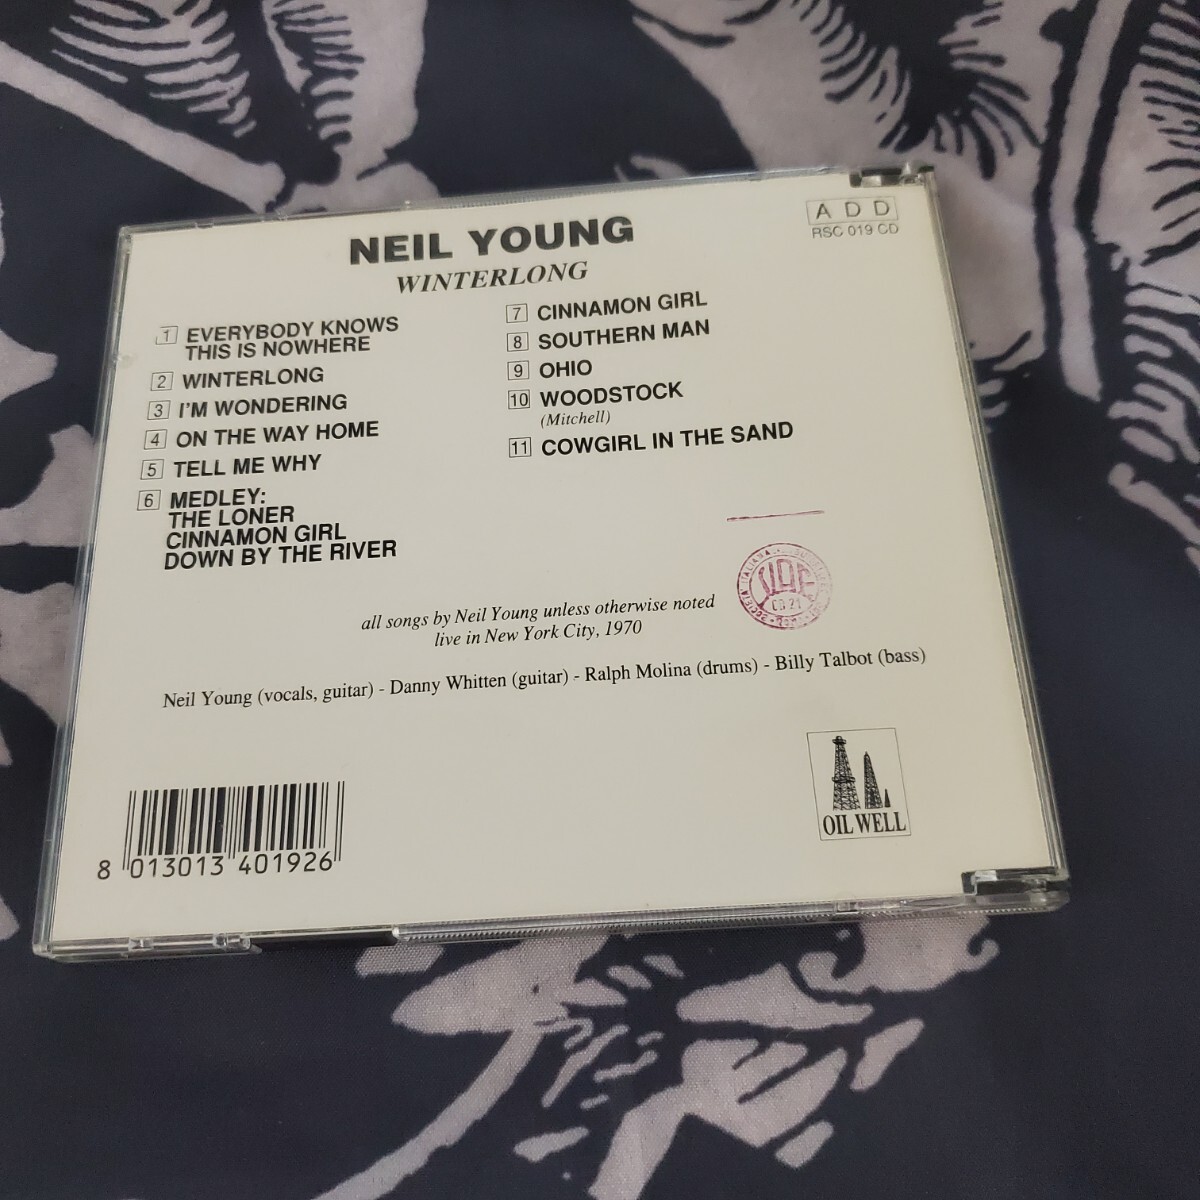 NEIL YOUNG
WINTERLONG
A D D
RSC 019 CD
1 EVERYBODY KNOWS
THIS IS NOWHERE
2 WINTERLONG
3 I'M WONDERING
4 ON THE WAY HOME
5 TELL ME WHY
6 MEDLEY:
THE LONER
CINNAMON GIRL
DOWN BY THE RIVER
7 CINNAMON GIRL
8 SOUTHERN MAN
9 OHIO
10 WOODSTOCK
(Mitchell)
11 COWGIRL IN THE SAND
SIAE
all songs by Neil Young unless otherwise noted
live in New York City, 1970
Neil Young (vocals, guitar) - Danny Whitten (guitar) - Ralph Molina (drums) - Billy Talbot (bass)
OIL WELL
8 013013 401926